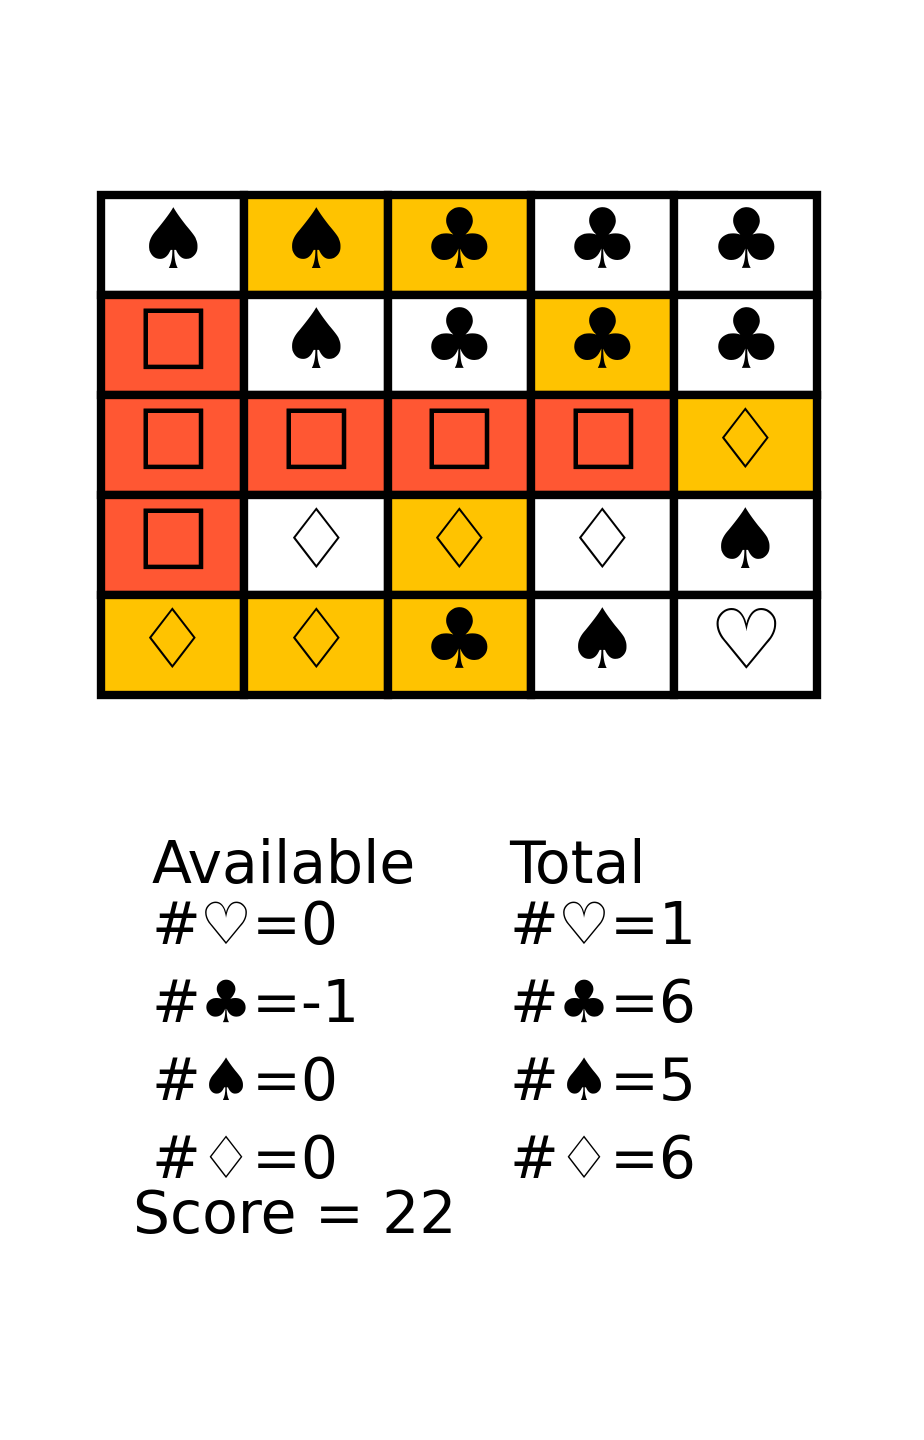 ♠ ♠ ♣ ♣ ♣
□ ♠ ♣ ♣ ♣
□ □ □ □ ♢
□ ♢ ♢ ♢ ♠
♢ ♢ ♣ ♠ ♡
Available Total
#♡=0 #♡=1
#♣=-1 #♣=6
#♠=0 #♠=5
#♢=0 #♢=6
Score = 22